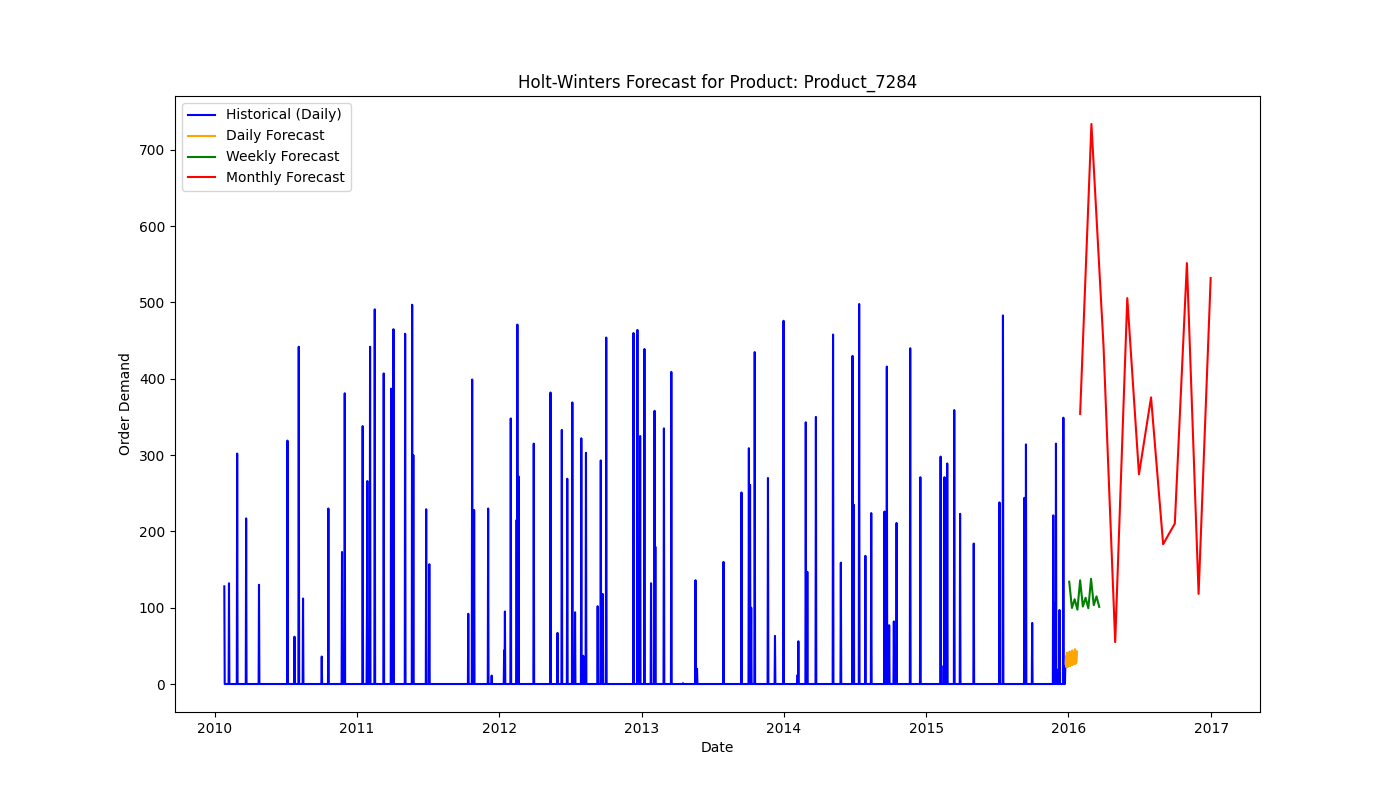 Holt-Winters Forecast for Product: Product_7284
Historical (Daily)
Daily Forecast
Weekly Forecast
Monthly Forecast
700
600
500
400
300
200
100
0
Order Demand
2010
2011
2012
2013
2014
2015
2016
2017
Date